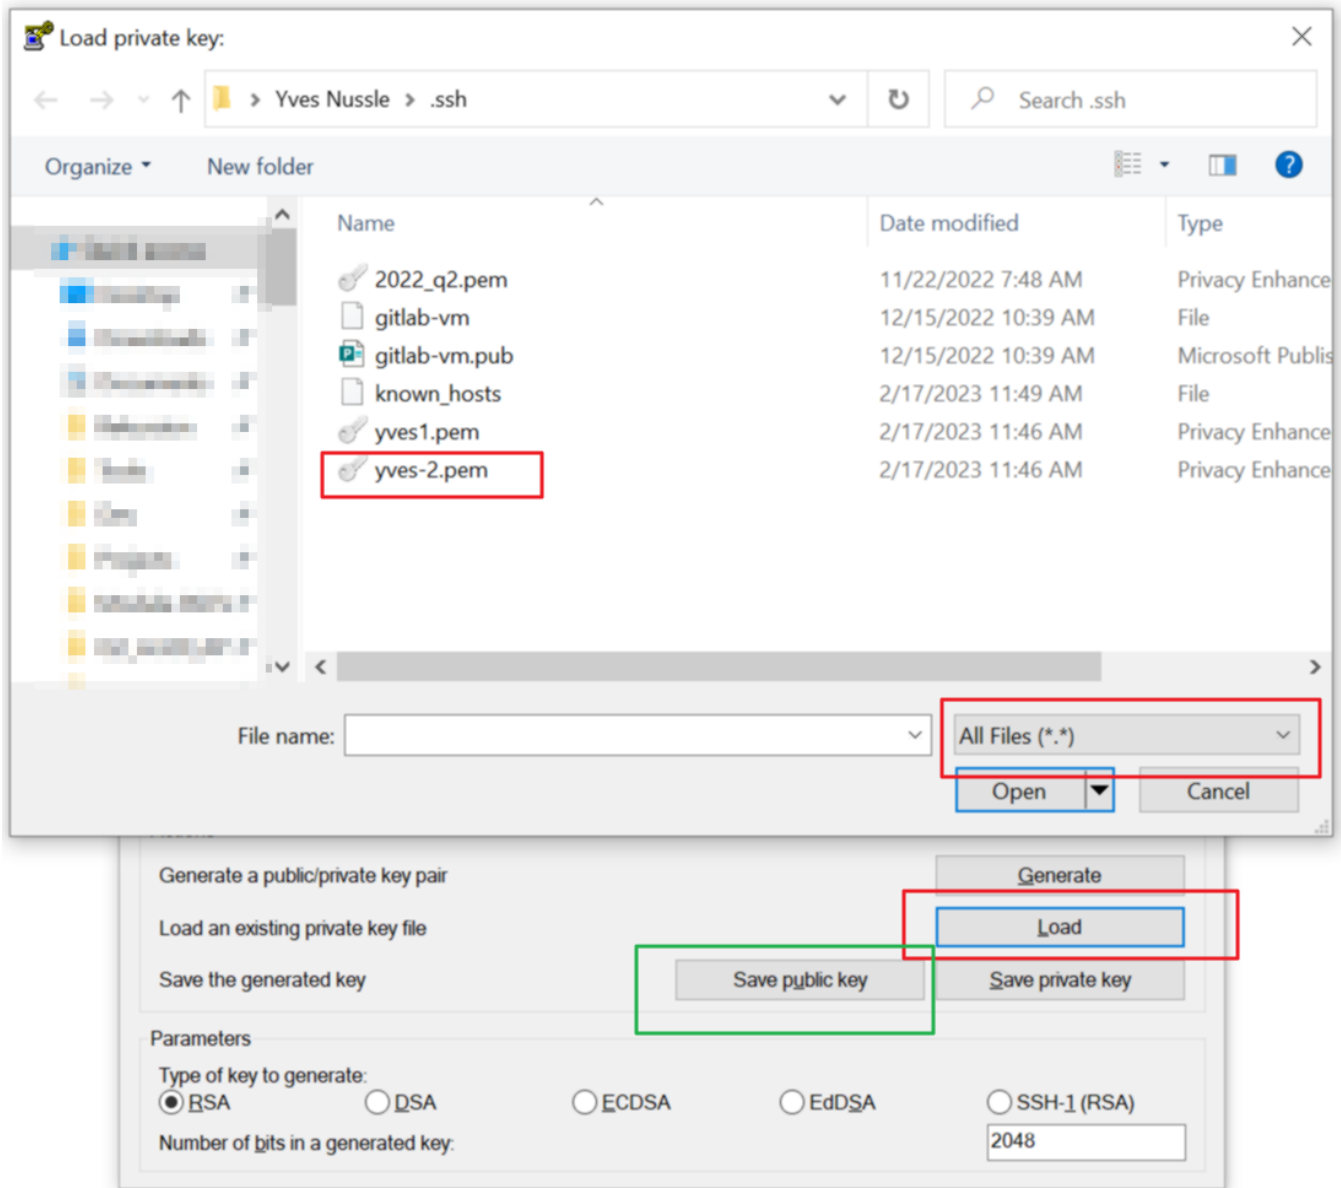 Load private key:
Yves Nussle > .ssh
Search .ssh
Organize
New folder
Name
Date modified
Type
2022_q2.pem 11/22/2022 7:48 AM Privacy Enhance
gitlab-vm 12/15/2022 10:39 AM File
gitlab-vm.pub 12/15/2022 10:39 AM Microsoft Publis
known_hosts 2/17/2023 11:49 AM File
yves1.pem 2/17/2023 11:46 AM Privacy Enhance
yves-2.pem 2/17/2023 11:46 AM Privacy Enhance
File name:
All Files (*.*)
Open
Cancel
Generate a public/private key pair
Generate
Load an existing private key file
Load
Save the generated key
Save public key
Save private key
Parameters
Type of key to generate:
RSA
DSA
ECDSA
EdDSA
SSH-1 (RSA)
Number of bits in a generated key:
2048